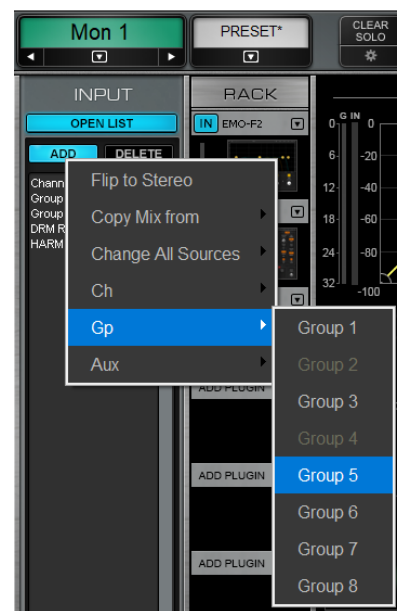 Mon 1
PRESET*
CLEAR
SOLO
INPUT
OPEN LIST
ADD DELETE
Chann
Group
Group
DRM R
HARM
Flip to Stereo
Copy Mix from
Change All Sources
Ch
Gp
Aux
Group 1
Group 2
Group 3
Group 4
Group 5
Group 6
Group 7
Group 8
RACK
IN EMO-F2
ADD PLUGIN
ADD PLUGIN
ADD PLUGIN
G IN
0 0
6 -20
18 -60
24 -80
32 -100